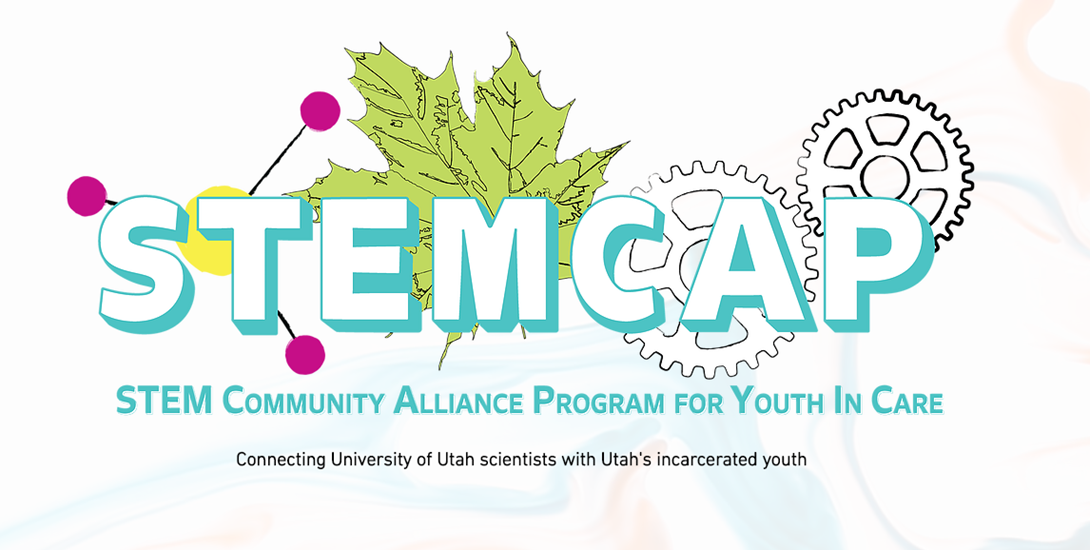 STEMCAP
STEM Community Alliance Program for Youth In Care
Connecting University of Utah scientists with Utah's incarcerated youth